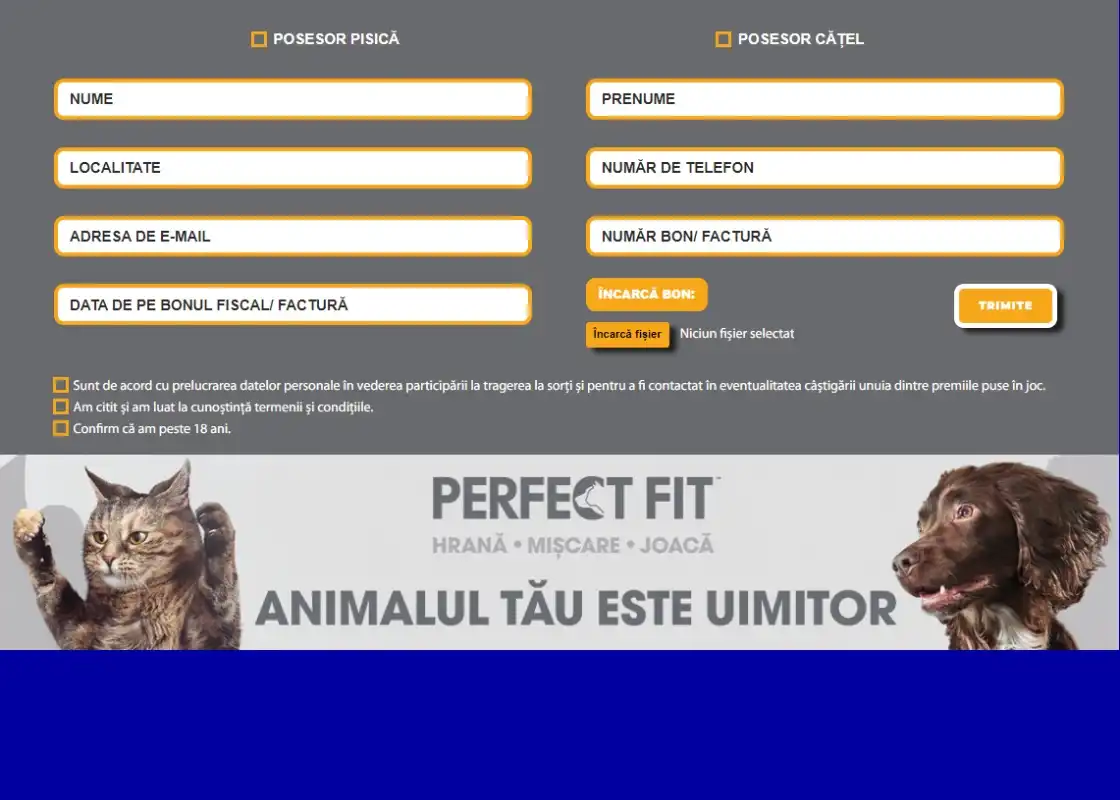 POSESOR PISICĂ
POSESOR CĂȚEL
NUME
PRENUME
LOCALITATE
NUMĂR DE TELEFON
ADRESA DE E-MAIL
NUMĂR BON/ FACTURĂ
DATA DE PE BONUL FISCAL/ FACTURĂ
ÎNCARCĂ BON:
TRIMITE
Încarcă fișier Niciun fișier selectat
Sunt de acord cu prelucrarea datelor personale în vederea participării la tragerea la sorți și pentru a fi contactat în eventualitatea câștigării unuia dintre premiile puse în joc.
Am citit și am luat la cunoștință termenii și condițiile.
Confirm că am peste 18 ani.
PERFECT FIT™
HRANĂ • MIȘCARE • JOACĂ
ANIMALUL TĂU ESTE UIMITOR